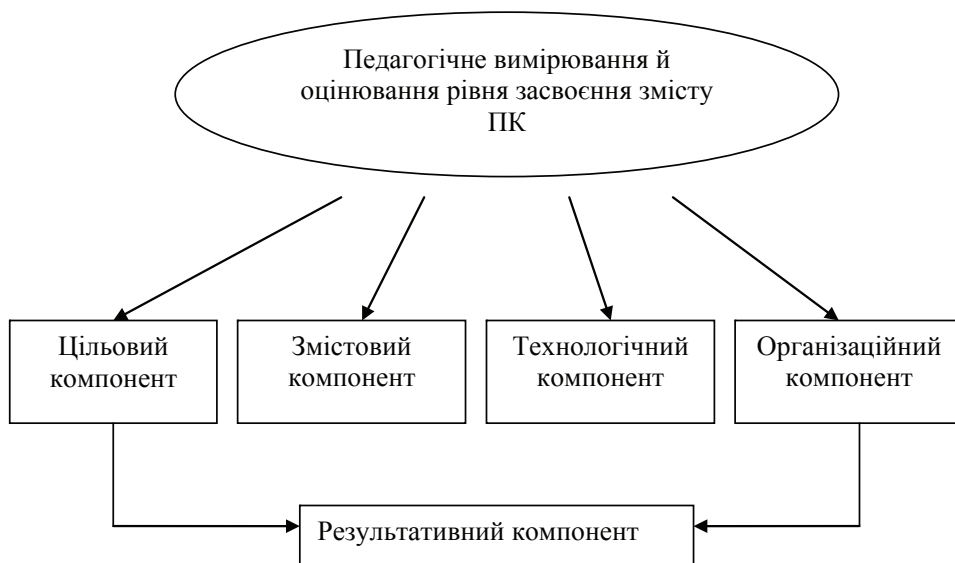 Педагогічне вимірювання й
оцінювання рівня засвоєння змісту
ПК
Цільовий
компонент
Змістовий
компонент
Технологічний
компонент
Організаційний
компонент
Результативний компонент